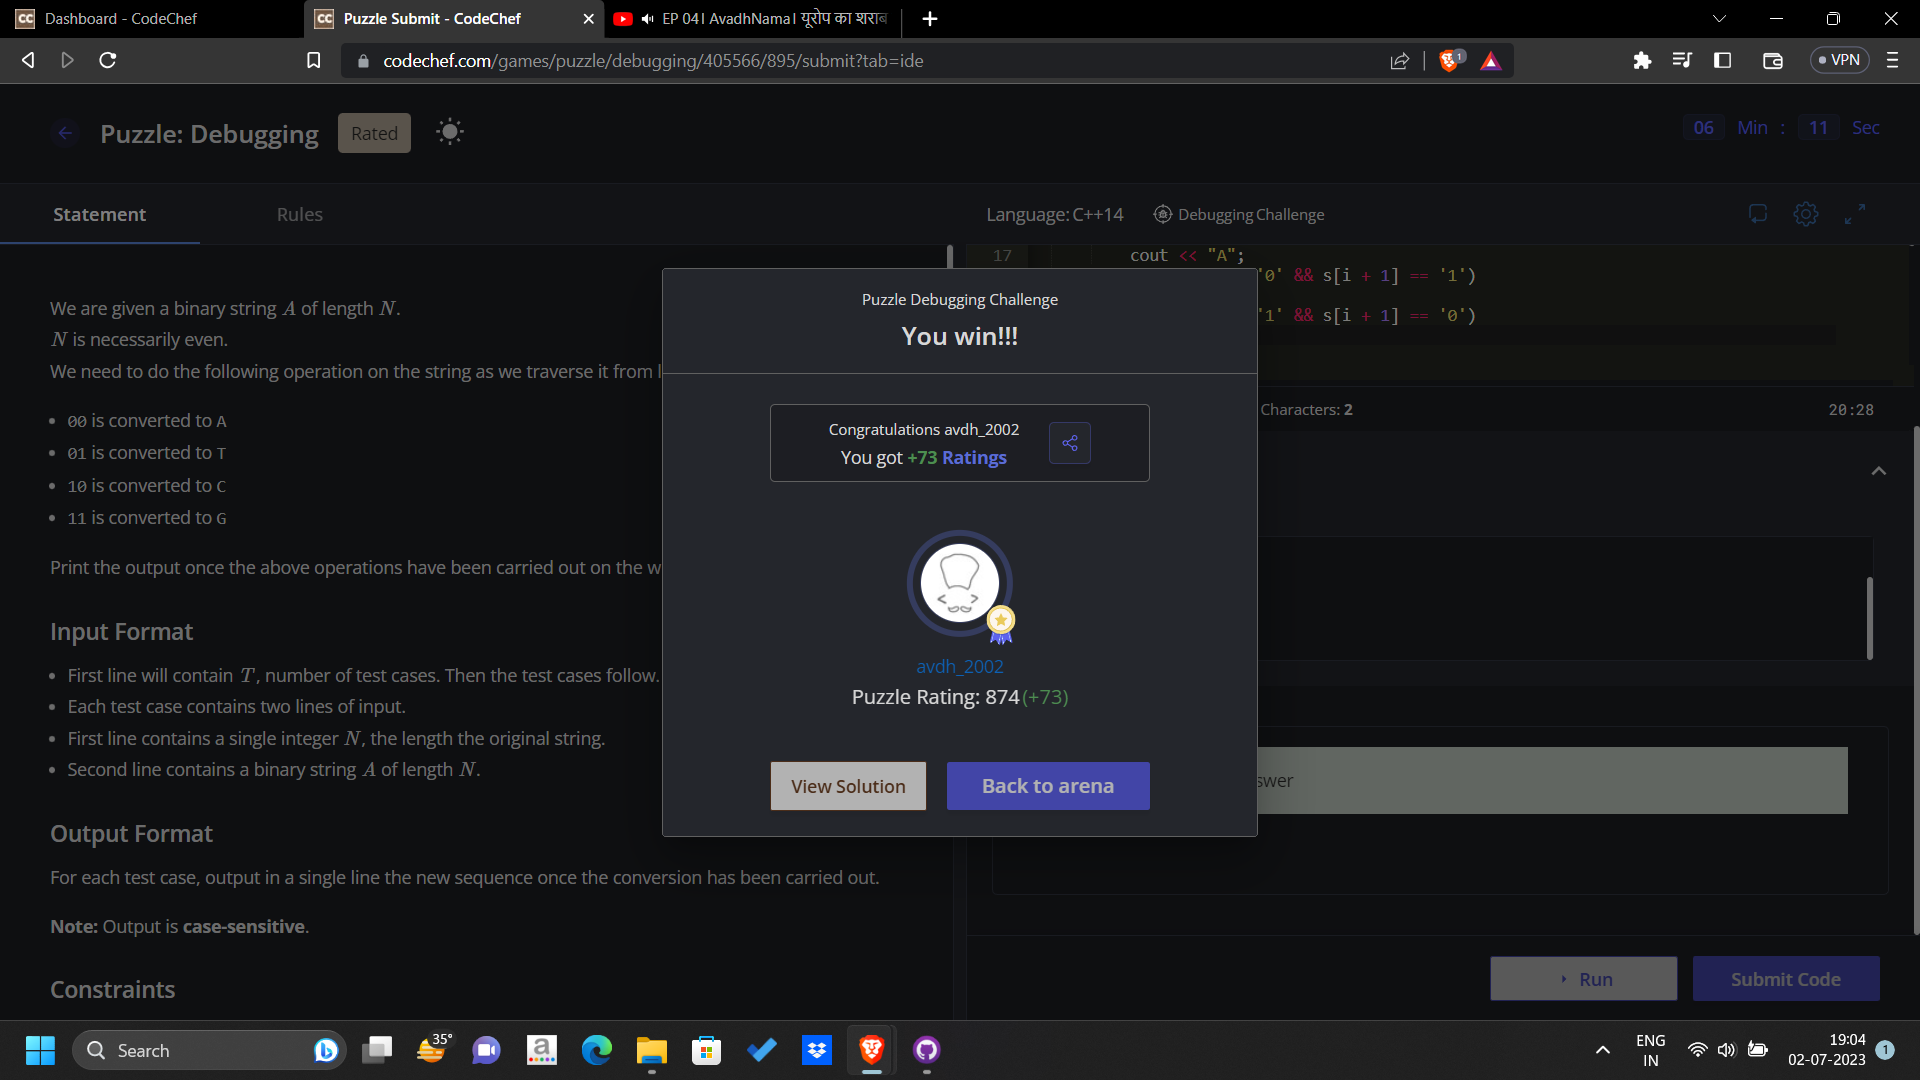 Dashboard - CodeChef
Puzzle Submit - CodeChef
EP 04I AvadhNama I यूरोप का शराब
codechef.com/games/puzzle/debugging/405566/895/submit?tab=ide
1
VPN
Puzzle: Debugging
Rated
06 Min : 11 Sec
Statement
Rules
Language: C++14
Debugging Challenge
We are given a binary string A of length N.
N is necessarily even.
We need to do the following operation on the string as we traverse it from l
00 is converted to A
01 is converted to T
10 is converted to C
11 is converted to G
Print the output once the above operations have been carried out on the w
Input Format
First line will contain T, number of test cases. Then the test cases follow.
Each test case contains two lines of input.
First line contains a single integer N, the length the original string.
Second line contains a binary string A of length N.
Output Format
For each test case, output in a single line the new sequence once the conversion has been carried out.
Note: Output is case-sensitive.
Constraints
17 cout << "A";
'0' && s[i + 1] == '1')
'1' && s[i + 1] == '0')
Characters: 2
20:28
Puzzle Debugging Challenge
You win!!!
Congratulations avdh_2002
You got +73 Ratings
avdh_2002
Puzzle Rating: 874 (+73)
View Solution
Back to arena
swer
Run
Submit Code
Search
35°
ENG
IN
19:04
02-07-2023
1